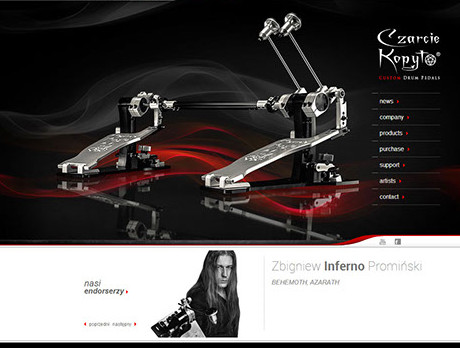 Czarcie
Kopyto®
CUSTOM DRUM PEDALS
news
company
products
purchase
support
artists
contact
nasi
endorserzy
poprzedni następny
Zbigniew Inferno Promiński
BEHEMOTH, AZARATH